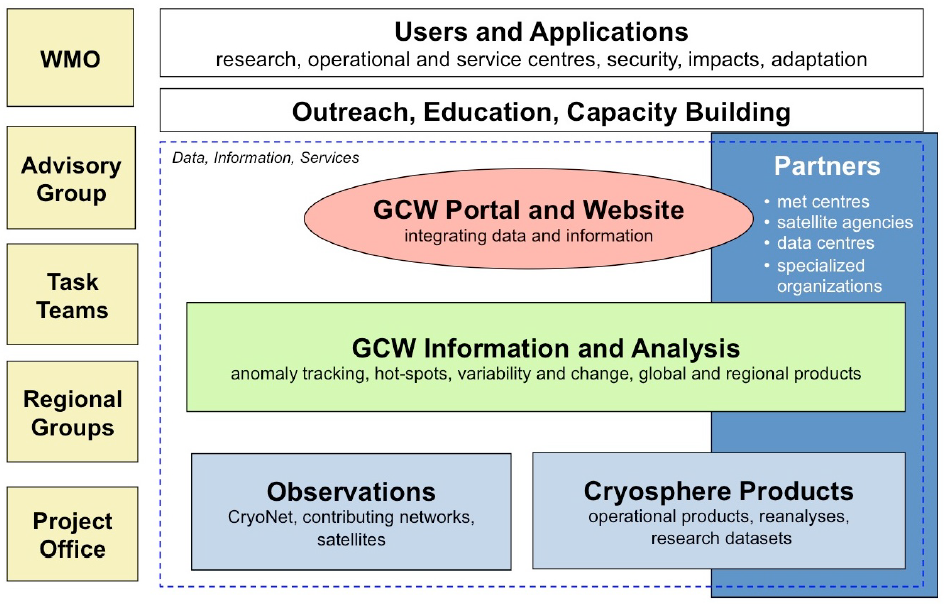 WMO
Advisory
Group
Task
Teams
Regional
Groups
Project
Office
Users and Applications
research, operational and service centres, security, impacts, adaptation
Outreach, Education, Capacity Building
Data, Information, Services
Partners
• met centres
• satellite agencies
• data centres
• specialized
organizations
GCW Portal and Website
integrating data and information
GCW Information and Analysis
anomaly tracking, hot-spots, variability and change, global and regional products
Observations
CryoNet, contributing networks,
satellites
Cryosphere Products
operational products, reanalyses,
research datasets